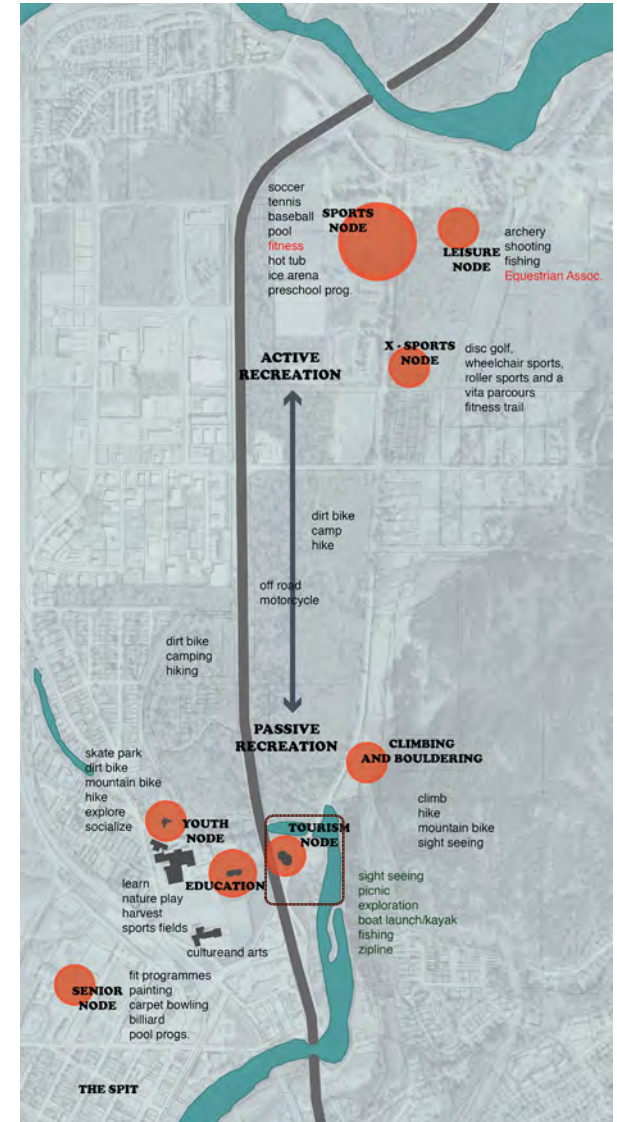 soccer
tennis
baseball
pool
fitness
hot tub
ice arena
preschool prog.
SPORTS
NODE
LEISURE
NODE
archery
shooting
fishing
Equestrian Assoc.
ACTIVE
RECREATION
X - SPORTS
NODE
disc golf,
wheelchair sports,
roller sports and a
vita parcours
fitness trail
dirt bike
camp
hike
off road
motorcycle
dirt bike
camping
hiking
PASSIVE
RECREATION
CLIMBING
AND BOULDERING
climb
hike
mountain bike
sight seeing
skate park
dirt bike
mountain bike
hike
explore
socialize
YOUTH
NODE
TOURISM
NODE
EDUCATION
learn
nature play
harvest
sports fields
cultureand arts
sight seeing
picnic
exploration
boat launch/kayak
fishing
zipline
SENIOR
NODE
fit programmes
painting
carpet bowling
billiard
pool progs.
THE SPIT